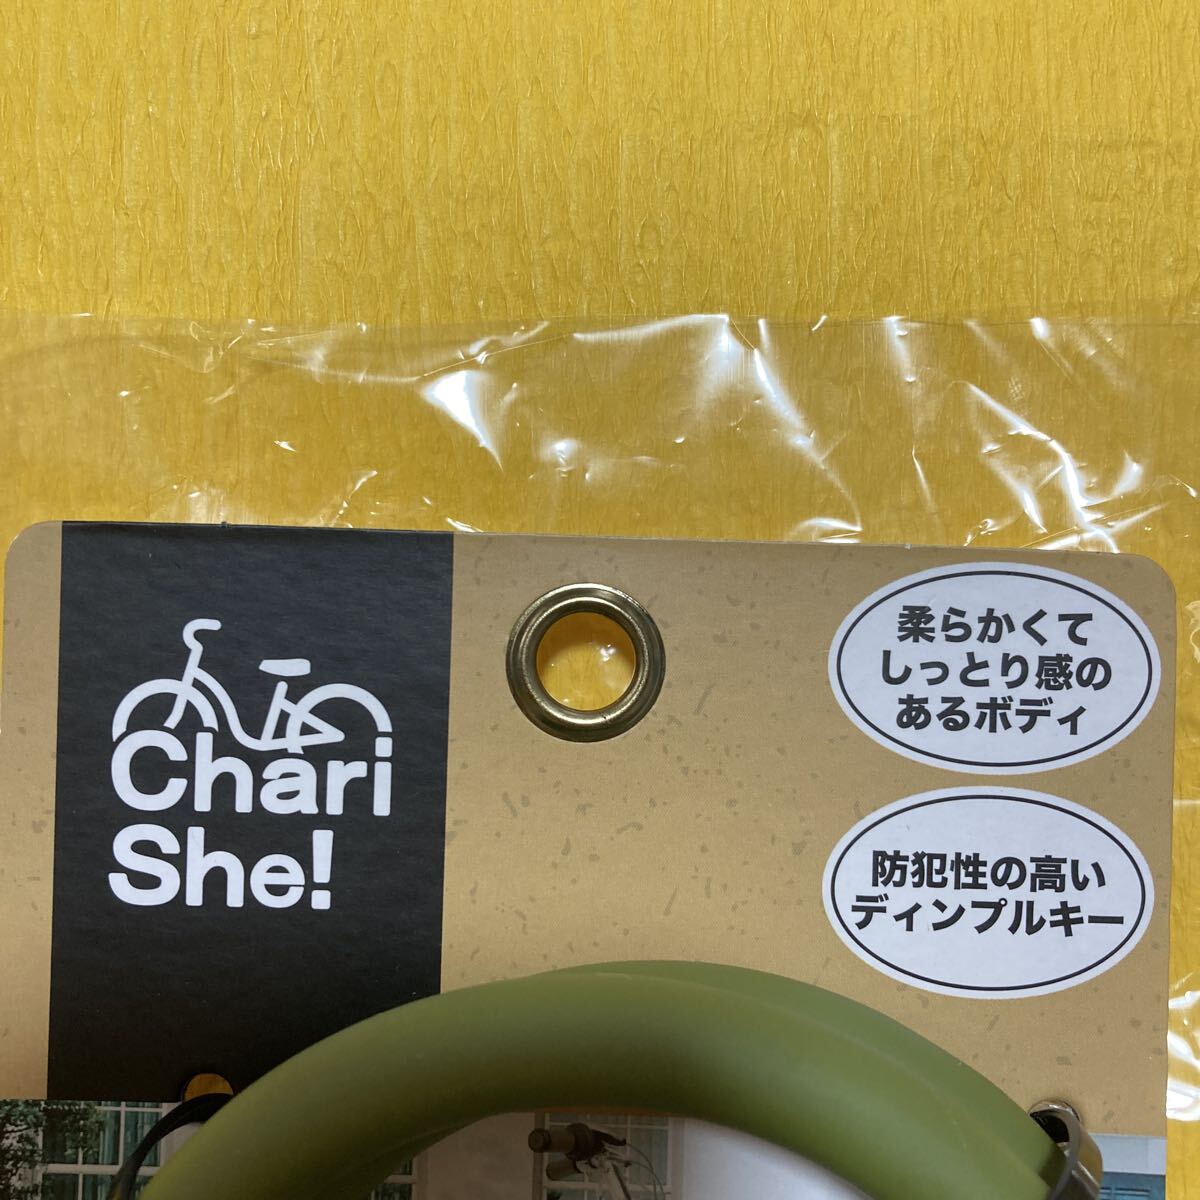 Chari
She!
柔らかくて
しっとり感の
あるボディ
防犯性の高い
ディンプルキー